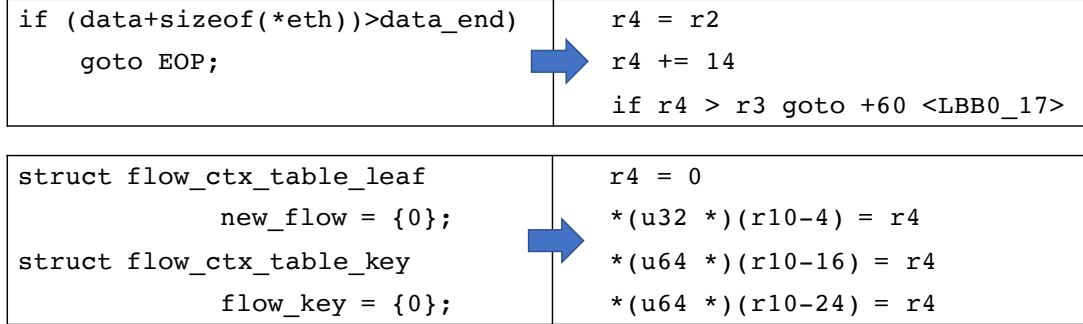 if (data+sizeof(*eth))>data_end)
goto EOP;
r4 = r2
r4 += 14
if r4 > r3 goto +60 <LBB0_17>
struct flow_ctx_table_leaf
new_flow = {0};
struct flow_ctx_table_key
flow_key = {0};
r4 = 0
*(u32 *)(r10-4) = r4
*(u64 *)(r10-16) = r4
*(u64 *)(r10-24) = r4